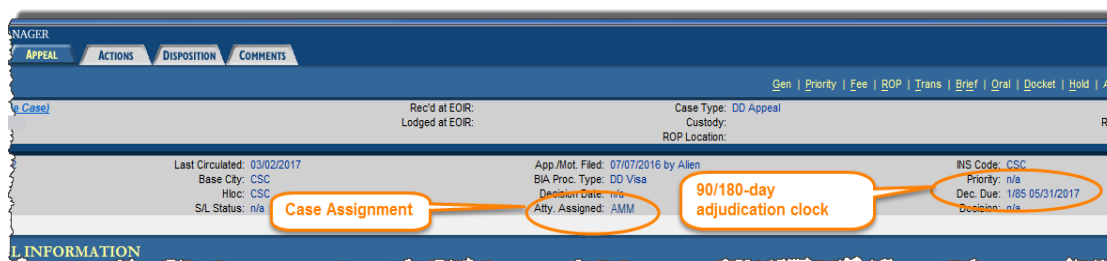 NAGER
APPEAL ACTIONS DISPOSITION COMMENTS
Gen | Priority | Fee | ROP | Trans | Brief | Oral | Docket | Hold | A
e Case) Rec'd at EOIR: Case Type: DD Appeal
Lodged at EOIR: Custody: R
ROP Location:
Last Circulated: 03/02/2017 App./Mot. Filed: 07/07/2016 by Alien INS Code: CSC
Base City: CSC BIA Proc. Type: DD Visa Priority: n/a
Hloc: CSC Decision Date: n/a Dec. Due: 1/85 05/31/2017
S/L Status: n/a Atty. Assigned: AMM Decision: n/a
Case Assignment
90/180-day
adjudication clock
L INFORMATION